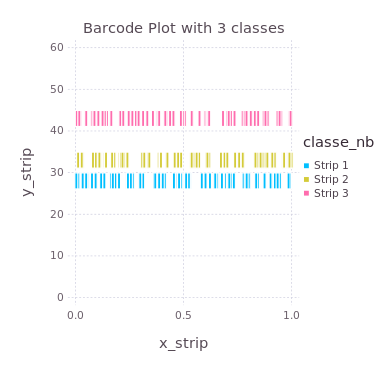 Barcode Plot with 3 classes
60
50
40
30
20
10
0
y_strip
0.0
0.5
1.0
x_strip
classe_nb
Strip 1
Strip 2
Strip 3